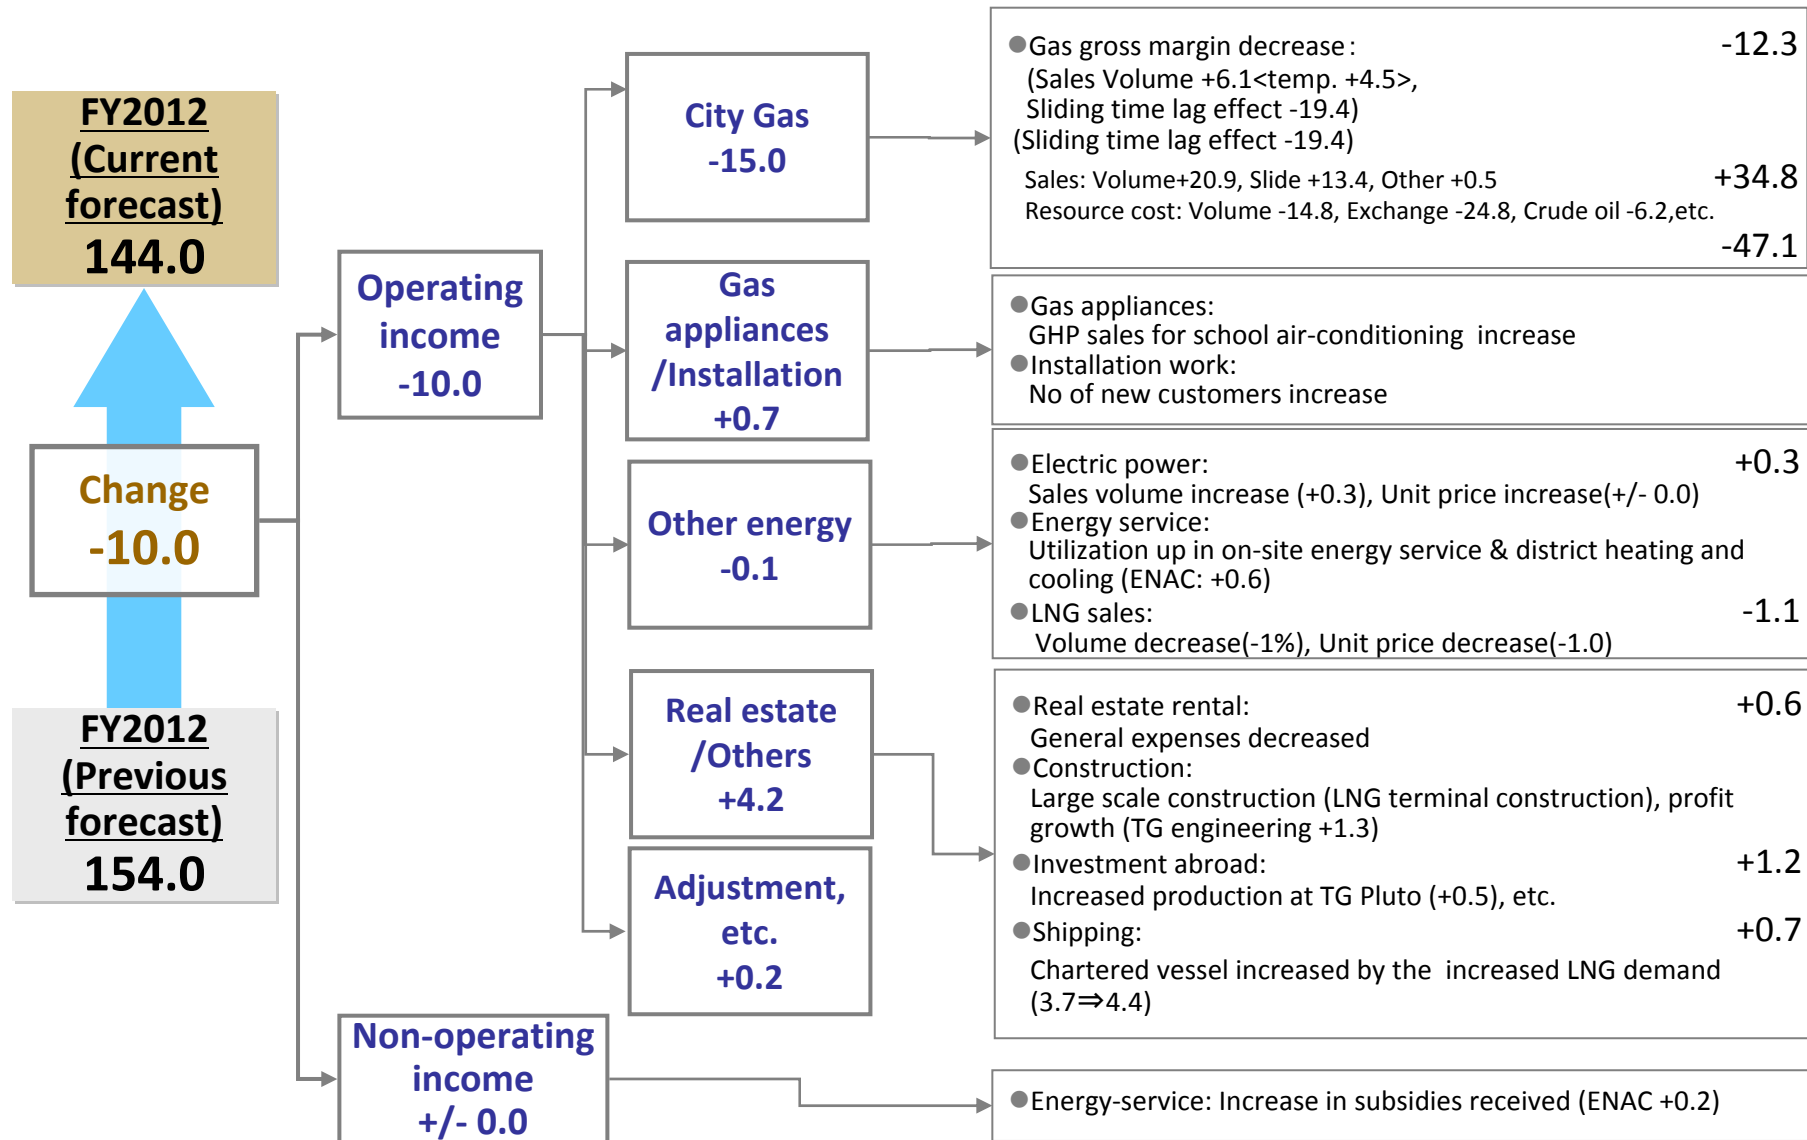 FY2012
(Current
forecast)
144.0
Change
-10.0
FY2012
(Previous
forecast)
154.0
Operating
income
-10.0
Non-operating
income
+/- 0.0
City Gas
-15.0
Gas
appliances
/Installation
+0.7
Other energy
-0.1
Real estate
/Others
+4.2
Adjustment,
etc.
+0.2
●Gas gross margin decrease: -12.3
(Sales Volume +6.1<temp. +4.5>,
Sliding time lag effect -19.4)
(Sliding time lag effect -19.4)
Sales: Volume+20.9, Slide +13.4, Other +0.5 +34.8
Resource cost: Volume -14.8, Exchange -24.8, Crude oil -6.2,etc.
-47.1
●Gas appliances:
GHP sales for school air-conditioning increase
●Installation work:
No of new customers increase
●Electric power: +0.3
Sales volume increase (+0.3), Unit price increase(+/- 0.0)
●Energy service:
Utilization up in on-site energy service & district heating and
cooling (ENAC: +0.6)
●LNG sales: -1.1
Volume decrease(-1%), Unit price decrease(-1.0)
●Real estate rental: +0.6
General expenses decreased
●Construction:
Large scale construction (LNG terminal construction), profit
growth (TG engineering +1.3)
●Investment abroad: +1.2
Increased production at TG Pluto (+0.5), etc.
●Shipping: +0.7
Chartered vessel increased by the increased LNG demand
(3.7⇒4.4)
●Energy-service: Increase in subsidies received (ENAC +0.2)